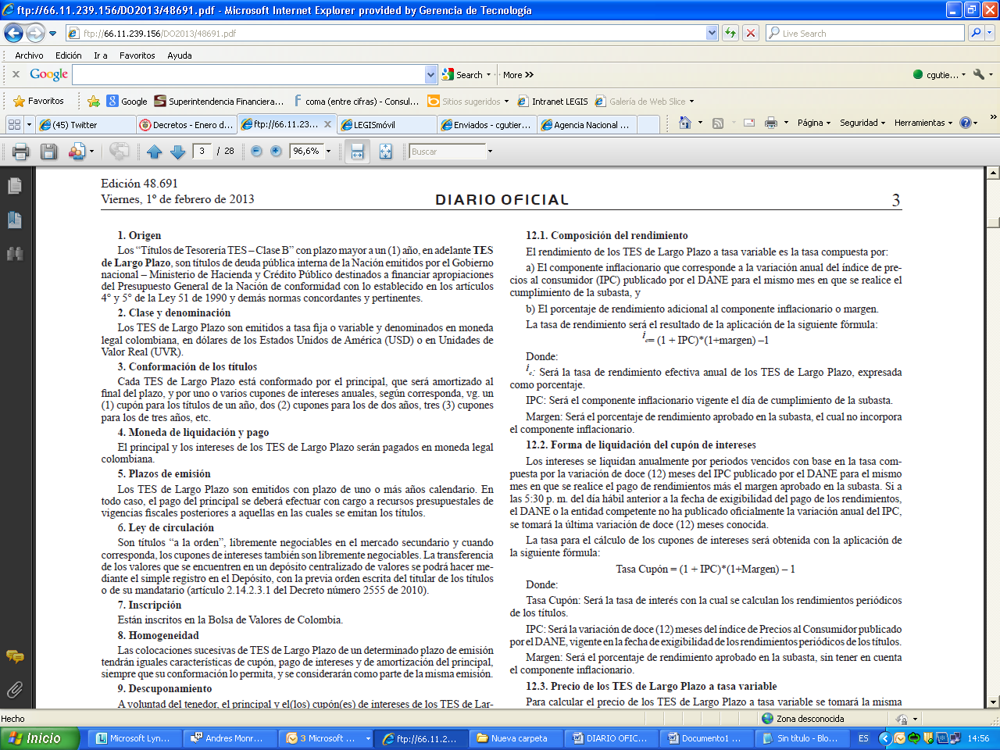 ftp://66.11.239.156/DO2013/48691.pdf - Microsoft Internet Explorer provided by Gerencia de Tecnología
ftp://66.11.239.156/DO2013/48691.pdf
Live Search
Archivo Edición Ir a Favoritos Ayuda
Google
Search
More »
cgutie...
Favoritos
Google
Superintendencia Financiera...
coma (entre cifras) - Consul...
Sitios sugeridos
Intranet LEGIS
Galería de Web Slice
(45) Twitter
Decretos - Enero d...
ftp://66.11.23...
LEGISmóvil
Enviados - cgutier...
Agencia Nacional ...
Página
Seguridad
Herramientas
»
3 / 28
96,6%
Buscar
Edición 48.691
Viernes, 1º de febrero de 2013
DIARIO OFICIAL
3
1. Origen
Los “Títulos de Tesorería TES – Clase B” con plazo mayor a un (1) año, en adelante TES
de Largo Plazo, son títulos de deuda pública interna de la Nación emitidos por el Gobierno
nacional – Ministerio de Hacienda y Crédito Público destinados a financiar apropiaciones
del Presupuesto General de la Nación de conformidad con lo establecido en los artículos
4° y 5° de la Ley 51 de 1990 y demás normas concordantes y pertinentes.
2. Clase y denominación
Los TES de Largo Plazo son emitidos a tasa fija o variable y denominados en moneda
legal colombiana, en dólares de los Estados Unidos de América (USD) o en Unidades de
Valor Real (UVR).
3. Conformación de los títulos
Cada TES de Largo Plazo está conformado por el principal, que será amortizado al
final del plazo, y por uno o varios cupones de intereses anuales, según corresponda, vg. un
(1) cupón para los títulos de un año, dos (2) cupones para los de dos años, tres (3) cupones
para los de tres años, etc.
4. Moneda de liquidación y pago
El principal y los intereses de los TES de Largo Plazo serán pagados en moneda legal
colombiana.
5. Plazos de emisión
Los TES de Largo Plazo son emitidos con plazo de uno o más años calendario. En
todo caso, el pago del principal se deberá efectuar con cargo a recursos presupuestales de
vigencias fiscales posteriores a aquellas en las cuales se emitan los títulos.
6. Ley de circulación
Son títulos “a la orden”, libremente negociables en el mercado secundario y cuando
corresponda, los cupones de intereses también son libremente negociables. La transferencia
de los valores que se encuentren en un depósito centralizado de valores se podrá hacer me-
diante el simple registro en el Depósito, con la previa orden escrita del titular de los títulos
o de su mandatario (artículo 2.14.2.3.1 del Decreto número 2555 de 2010).
7. Inscripción
Están inscritos en la Bolsa de Valores de Colombia.
8. Homogeneidad
Las colocaciones sucesivas de TES de Largo Plazo de un determinado plazo de emisión
tendrán iguales características de cupón, pago de intereses y de amortización del principal,
siempre que su conformación lo permita, y se considerarán como parte de la misma emisión.
9. Descuponamiento
A voluntad del tenedor, el principal y el(los) cupón(es) de intereses de los TES de Lar-
12.1. Composición del rendimiento
El rendimiento de los TES de Largo Plazo a tasa variable es la tasa compuesta por:
a) El componente inflacionario que corresponde a la variación anual del índice de pre-
cios al consumidor (IPC) publicado por el DANE para el mismo mes en que se realice el
cumplimiento de la subasta, y
b) El porcentaje de rendimiento adicional al componente inflacionario o margen.
La tasa de rendimiento será el resultado de la aplicación de la siguiente fórmula:
ie= (1 + IPC)*(1+margen) –1
Donde:
ie: Será la tasa de rendimiento efectiva anual de los TES de Largo Plazo, expresada
como porcentaje.
IPC: Será el componente inflacionario vigente el día de cumplimiento de la subasta.
Margen: Será el porcentaje de rendimiento aprobado en la subasta, el cual no incorpora
el componente inflacionario.
12.2. Forma de liquidación del cupón de intereses
Los intereses se liquidan anualmente por periodos vencidos con base en la tasa com-
puesta por la variación de doce (12) meses del IPC publicado por el DANE para el mismo
mes en que se realice el pago de rendimientos más el margen aprobado en la subasta. Si a
las 5:30 p. m. del día hábil anterior a la fecha de exigibilidad del pago de los rendimientos,
el DANE o la entidad competente no ha publicado oficialmente la variación anual del IPC,
se tomará la última variación de doce (12) meses conocida.
La tasa para el cálculo de los cupones de intereses será obtenida con la aplicación de
la siguiente fórmula:
Tasa Cupón = (1 + IPC)*(1+Margen) – 1
Donde:
Tasa Cupón: Será la tasa de interés con la cual se calculan los rendimientos periódicos
de los títulos.
IPC: Será la variación de doce (12) meses del índice de Precios al Consumidor publicado
por el DANE, vigente en la fecha de exigibilidad de los rendimientos periódicos de los títulos.
Margen: Será el porcentaje de rendimiento aprobado en la subasta, sin tener en cuenta
el componente inflacionario.
12.3. Precio de los TES de Largo Plazo a tasa variable
Para calcular el precio de los TES de Largo Plazo a tasa variable se tomará la misma
Hecho
Zona desconocida
Inicio
Microsoft Lyn...
Andres Monr...
3 Microsoft ...
ftp://66.11.2...
Nueva carpeta
DIARIO OFIC...
Documento1 ...
Sin título - Blo...
ES
14:56